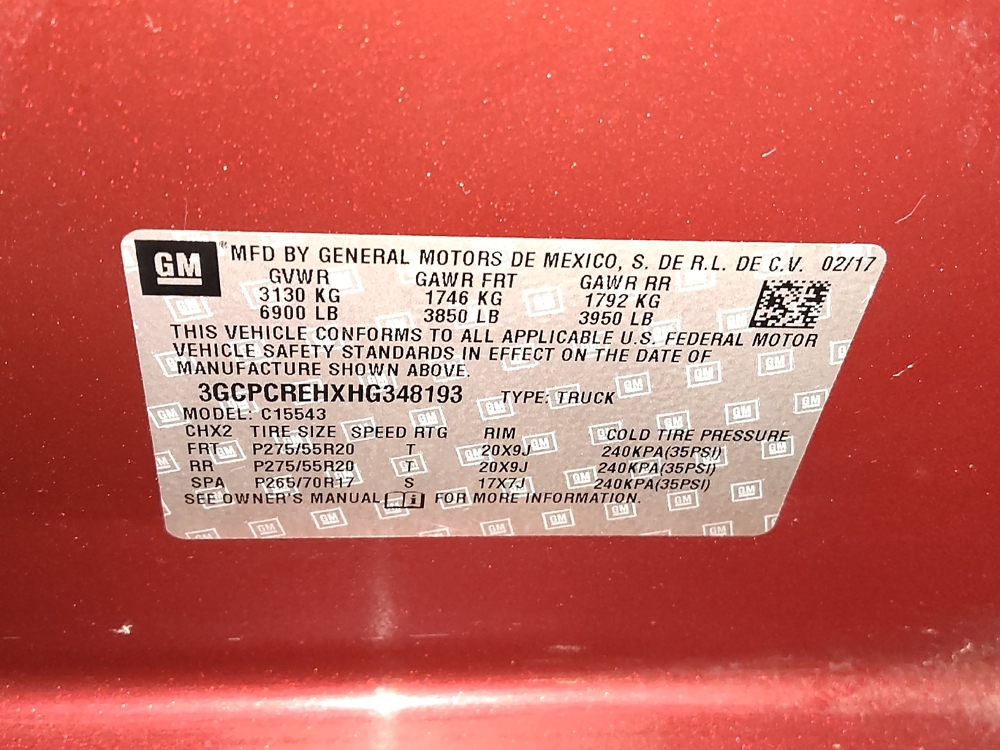 GM® MFD BY GENERAL MOTORS DE MEXICO, S. DE R.L. DE C.V. 02/17
GVWR GAWR FRT GAWR RR
3130 KG 1746 KG 1792 KG
6900 LB 3850 LB 3950 LB
THIS VEHICLE CONFORMS TO ALL APPLICABLE U.S. FEDERAL MOTOR
VEHICLE SAFETY STANDARDS IN EFFECT ON THE DATE OF
MANUFACTURE SHOWN ABOVE.
3GCPCREHXHG348193 TYPE: TRUCK
MODEL: C15543
CHX2 TIRE SIZE SPEED RTG RIM COLD TIRE PRESSURE
FRT P275/55R20 T 20X9J 240KPA(35PSI)
RR P275/55R20 T 20X9J 240KPA(35PSI)
SPA P265/70R17 S 17X7J 240KPA(35PSI)
SEE OWNER'S MANUAL FOR MORE INFORMATION.